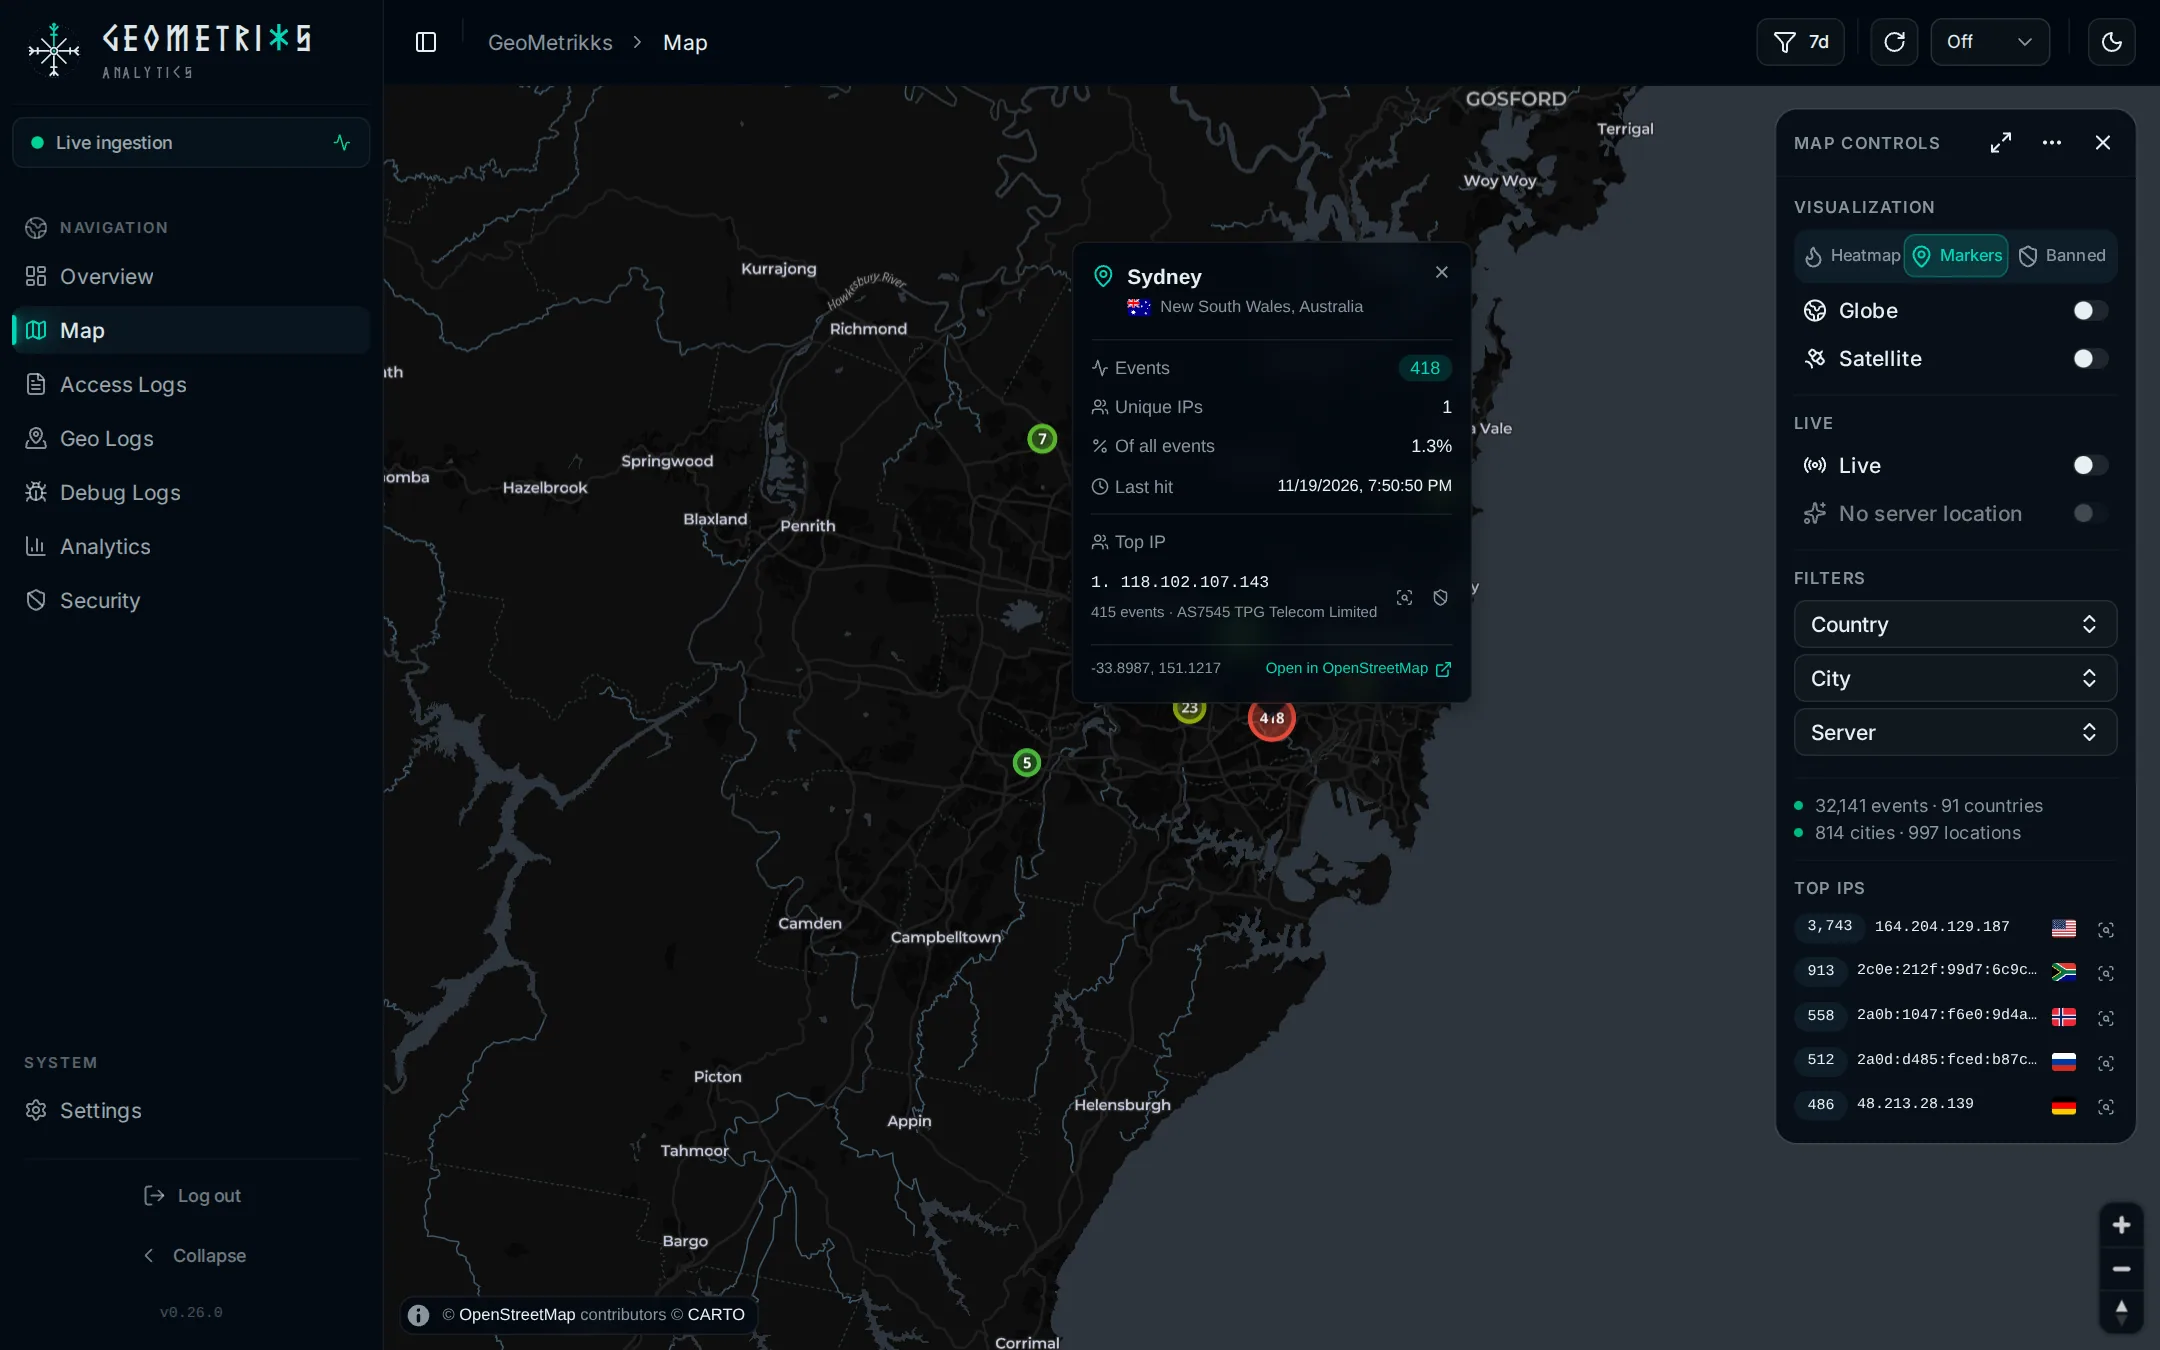 GEOMETRIKS
ANALYTICS
Live ingestion
NAVIGATION
Overview
Map
Access Logs
Geo Logs
Debug Logs
Analytics
Security
SYSTEM
Settings
Log out
Collapse
v0.26.0
GeoMetrikks > Map
7d
Off
GOSFORD
Terrigal
Woy Woy
Kurrajong
Hawkesbury River
Richmond
ath
omba
Springwood
Hazelbrook
Blaxland
Penrith
a Vale
y
7
23
418
5
Camden
Campbelltown
Picton
Appin
Helensburgh
Tahmoor
Bargo
Corrimal
Sydney
New South Wales, Australia
Events 418
Unique IPs 1
Of all events 1.3%
Last hit 11/19/2026, 7:50:50 PM
Top IP
1. 118.102.107.143
415 events · AS7545 TPG Telecom Limited
-33.8987, 151.1217 Open in OpenStreetMap
© OpenStreetMap contributors © CARTO
MAP CONTROLS
VISUALIZATION
Heatmap Markers Banned
Globe
Satellite
LIVE
Live
No server location
FILTERS
Country
City
Server
32,141 events · 91 countries
814 cities · 997 locations
TOP IPS
3,743 164.204.129.187
913 2c0e:212f:99d7:6c9c…
558 2a0b:1047:f6e0:9d4a…
512 2a0d:d485:fced:b87c…
486 48.213.28.139